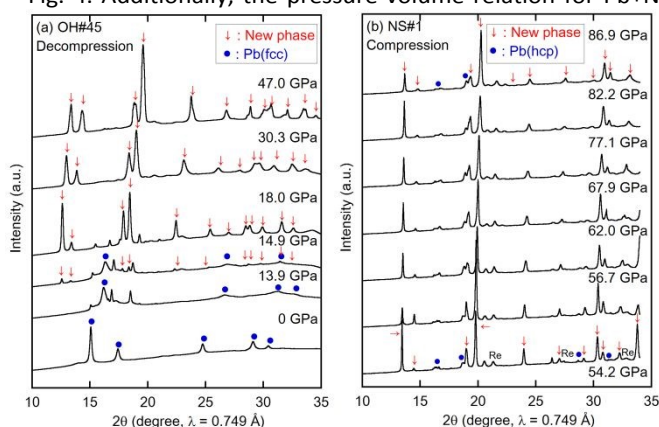 Fig. 4. Additionally, the pressure-volume relation for Pb+N
(a) OH#45
Decompression
↓ : New phase
● : Pb(fcc)
47.0 GPa
30.3 GPa
18.0 GPa
14.9 GPa
13.9 GPa
0 GPa
Intensity (a.u.)
10 15 20 25 30 35
2θ (degree, λ = 0.749 Å)
(b) NS#1
Compression
↓ : New phase
● : Pb(hcp)
86.9 GPa
82.2 GPa
77.1 GPa
67.9 GPa
62.0 GPa
56.7 GPa
Re
Re
54.2 GPa
Intensity (a.u.)
10 15 20 25 30 35
2θ (degree, λ = 0.749 Å)